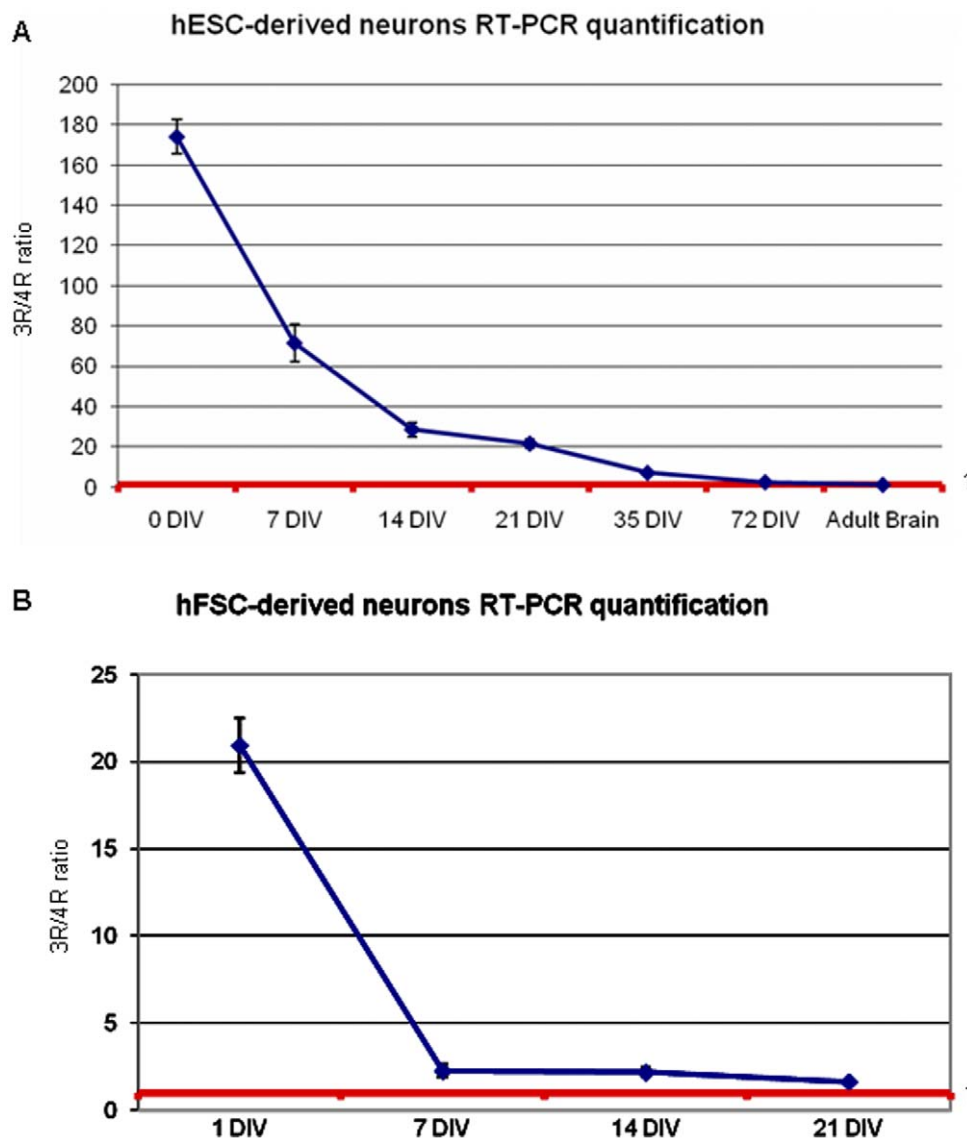 A
hESC-derived neurons RT-PCR quantification
3R/4R ratio
200
180
160
140
120
100
80
60
40
20
0
0 DIV 7 DIV 14 DIV 21 DIV 35 DIV 72 DIV Adult Brain
B
hFSC-derived neurons RT-PCR quantification
3R/4R ratio
25
20
15
10
5
0
1 DIV 7 DIV 14 DIV 21 DIV